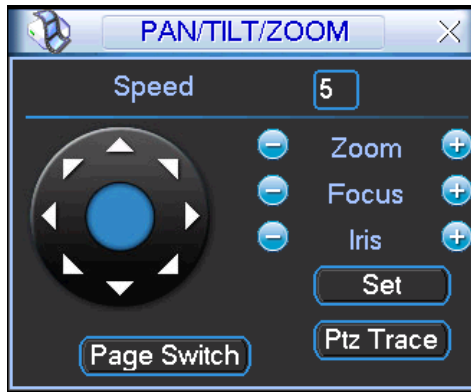 PAN/TILT/ZOOM
Speed 5
Zoom
Focus
Iris
Set
Ptz Trace
Page Switch